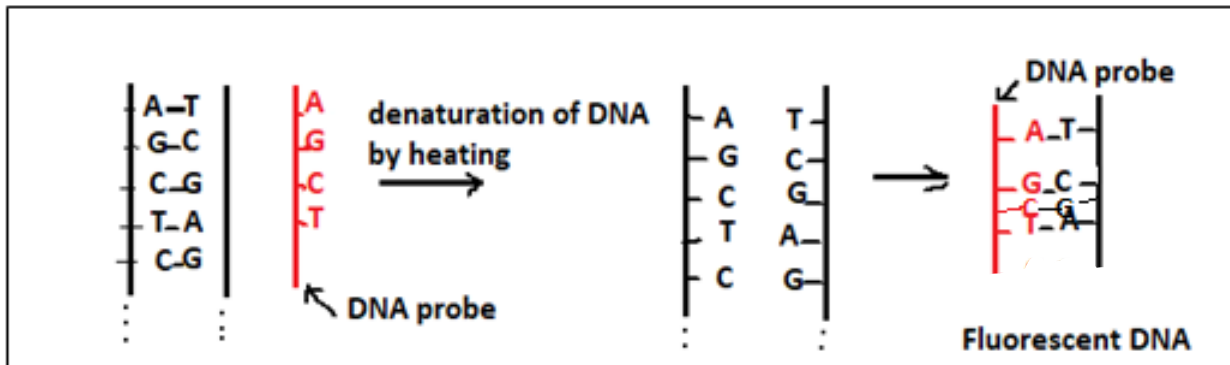 A-T
G-C
C-G
T-A
C-G
A
G
C
T
DNA probe
denaturation of DNA
by heating
A T
C
G
C G
T A
C G
DNA probe
A-T
G-C
C-G
T-A
Fluorescent DNA